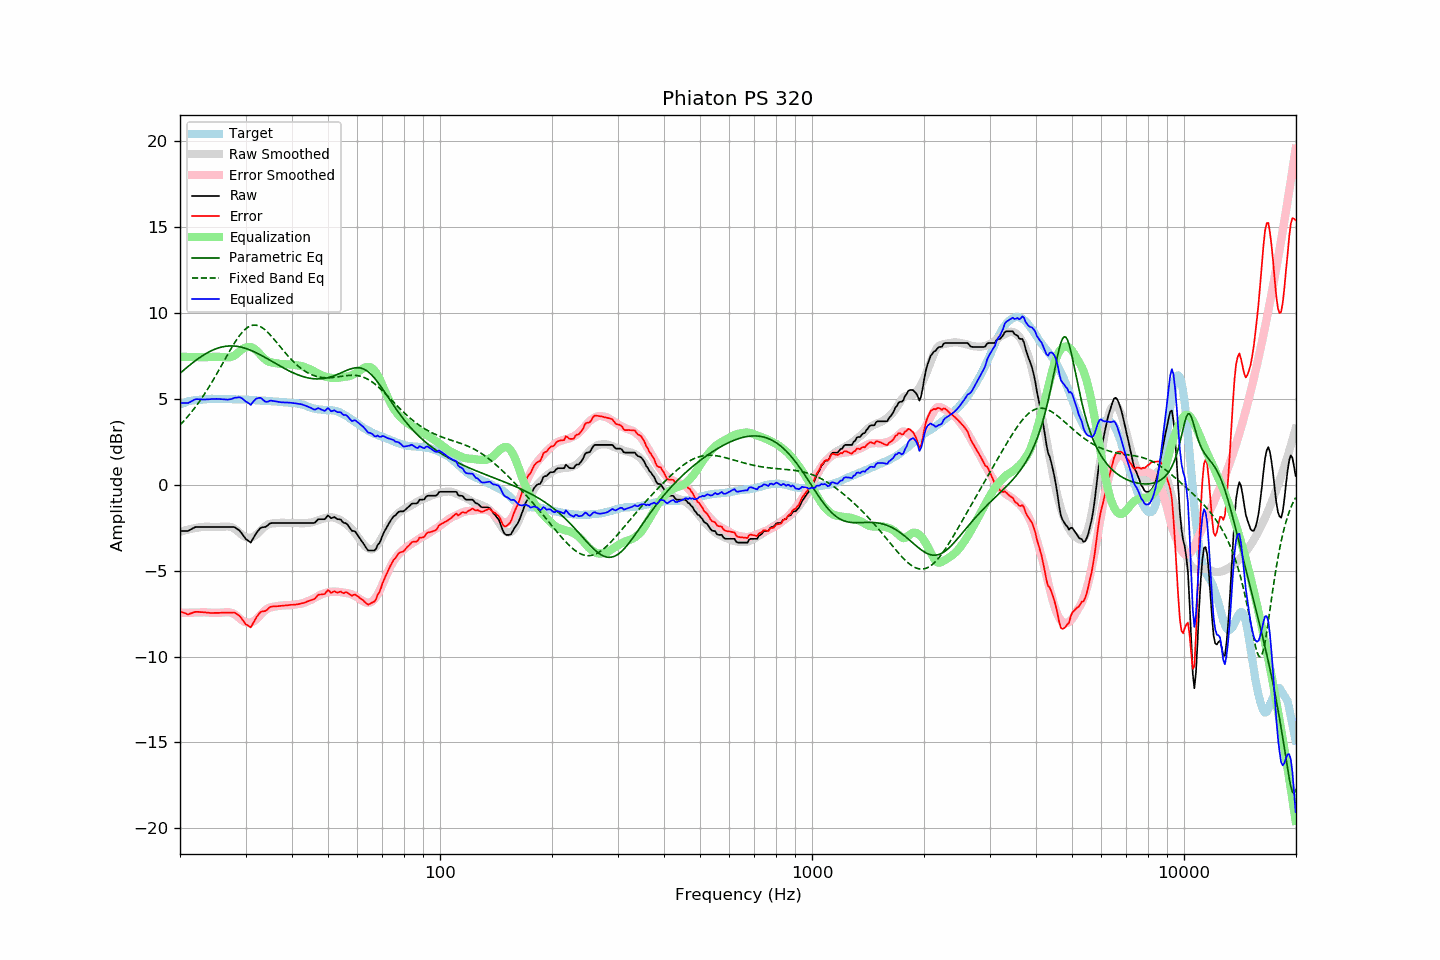 Phiaton PS 320
Target
Raw Smoothed
Error Smoothed
Raw
Error
Equalization
Parametric Eq
Fixed Band Eq
Equalized
20
15
10
5
0
−5
−10
−15
−20
Amplitude (dBr)
100
1000
10000
Frequency (Hz)